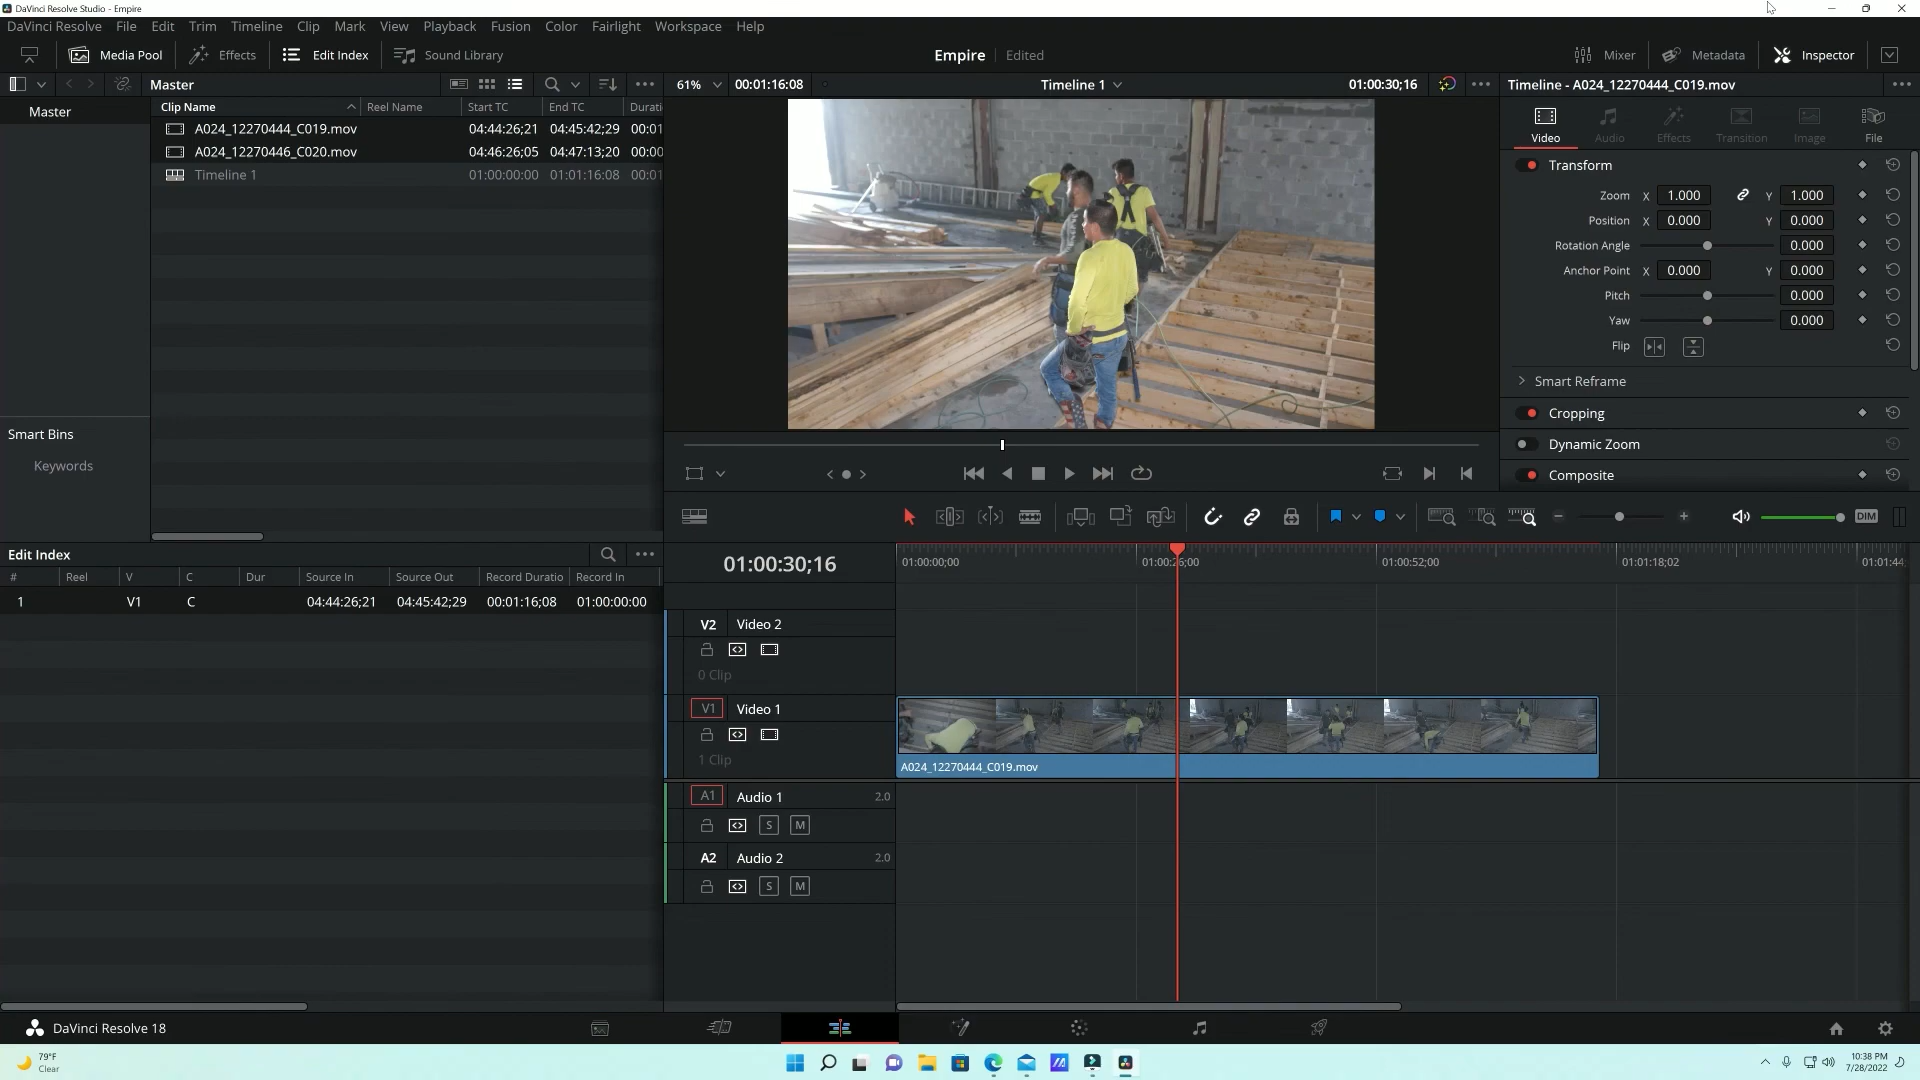 DaVinci Resolve Studio - Empire
DaVinci Resolve File Edit Trim Timeline Clip Mark View Playback Fusion Color Fairlight Workspace Help
Media Pool Effects Edit Index Sound Library Empire Edited Mixer Metadata Inspector
Master 61% 00:01:16:08 Timeline 1 01:00:30;16 Timeline - A024_12270444_C019.mov
Master
Clip Name Reel Name Start TC End TC Durati
A024_12270444_C019.mov 04:44:26;21 04:45:42;29 00:01
A024_12270446_C020.mov 04:46:26;05 04:47:13;20 00:00
Timeline 1 01:00:00:00 01:01:16:08 00:01
Smart Bins
Keywords
Video Audio Effects Transition Image File
Transform
Zoom X 1.000 Y 1.000
Position X 0.000 Y 0.000
Rotation Angle 0.000
Anchor Point X 0.000 Y 0.000
Pitch 0.000
Yaw 0.000
Flip
Smart Reframe
Cropping
Dynamic Zoom
Composite
DIM
Edit Index
# Reel V C Dur Source In Source Out Record Duratio Record In
1 V1 C 04:44:26;21 04:45:42;29 00:01:16;08 01:00:00:00
01:00:30;16
01:00:00;00 01:00:26;00 01:00:52;00 01:01:18;02 01:01:44;
V2 Video 2
0 Clip
V1 Video 1
1 Clip
A024_12270444_C019.mov
A1 Audio 1 2.0
S M
A2 Audio 2 2.0
S M
DaVinci Resolve 18
79°F
Clear
10:38 PM
7/28/2022